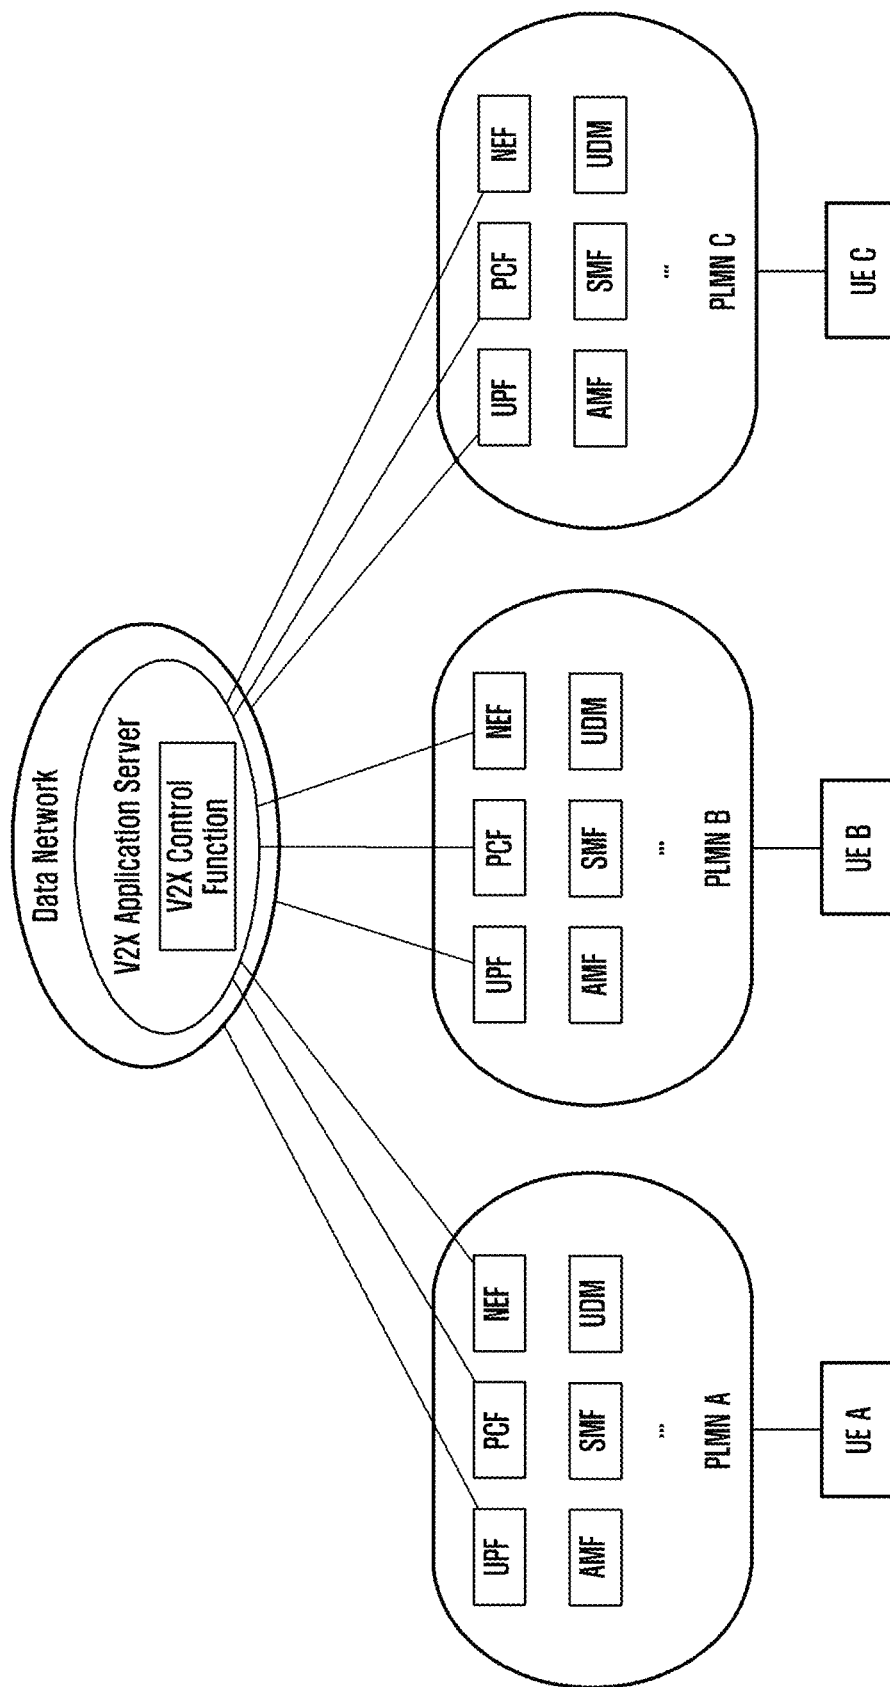 Data Network
V2X Application Server
V2X Control
Function
UPF
PCF
NEF
AMF
SMF
UDM
...
PLMN A
UE A
UPF
PCF
NEF
AMF
SMF
UDM
...
PLMN B
UE B
UPF
PCF
NEF
AMF
SMF
UDM
...
PLMN C
UE C